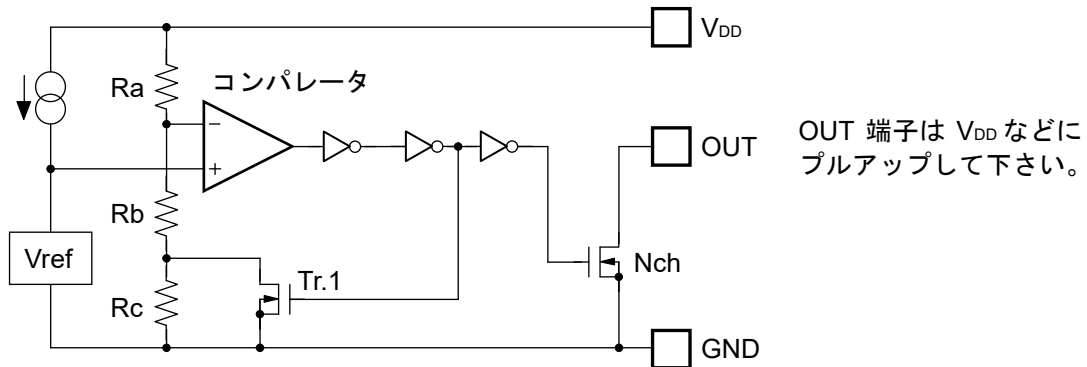 VDD
コンパレータ
Ra
−
+
OUT
OUT 端子は VDD などに
プルアップして下さい。
Rb
Vref
Tr.1
Nch
Rc
GND